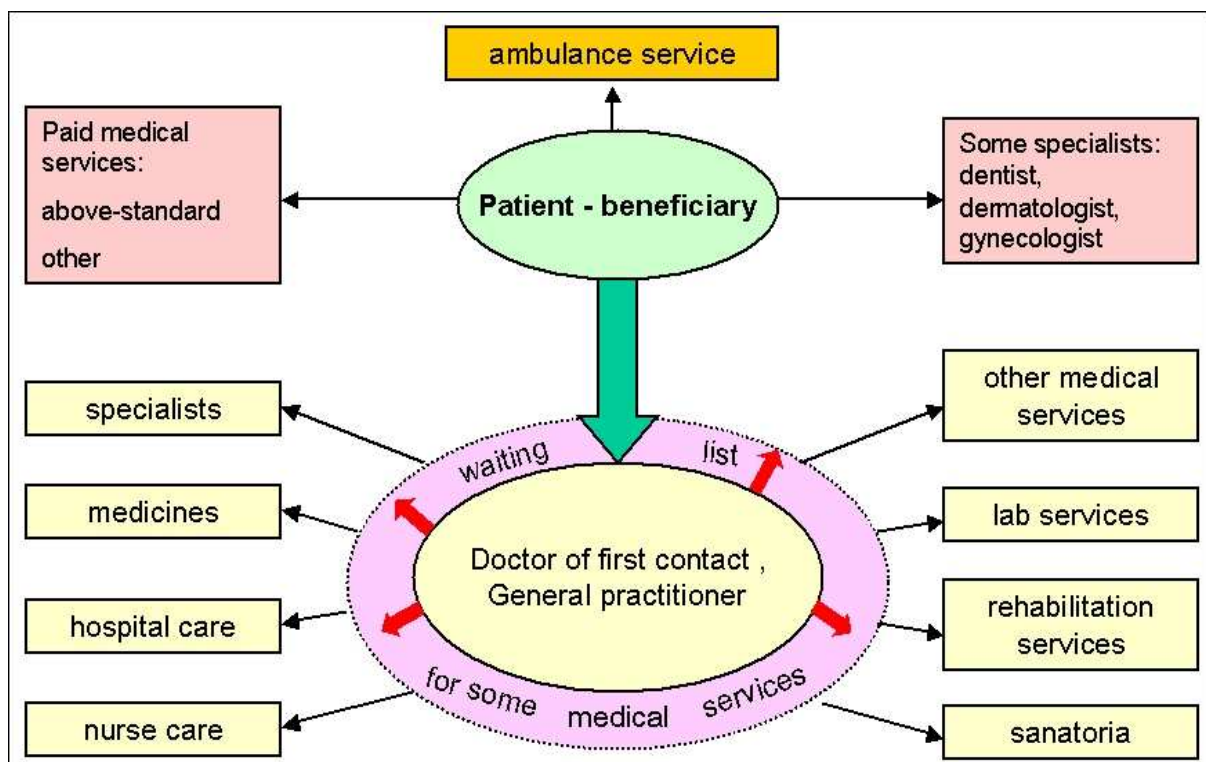 ambulance service
Paid medical
services:
above-standard
other
Patient - beneficiary
Some specialists:
dentist,
dermatologist,
gynecologist
specialists
medicines
hospital care
nurse care
waiting list
for some medical services
Doctor of first contact ,
General practitioner
other medical
services
lab services
rehabilitation
services
sanatoria